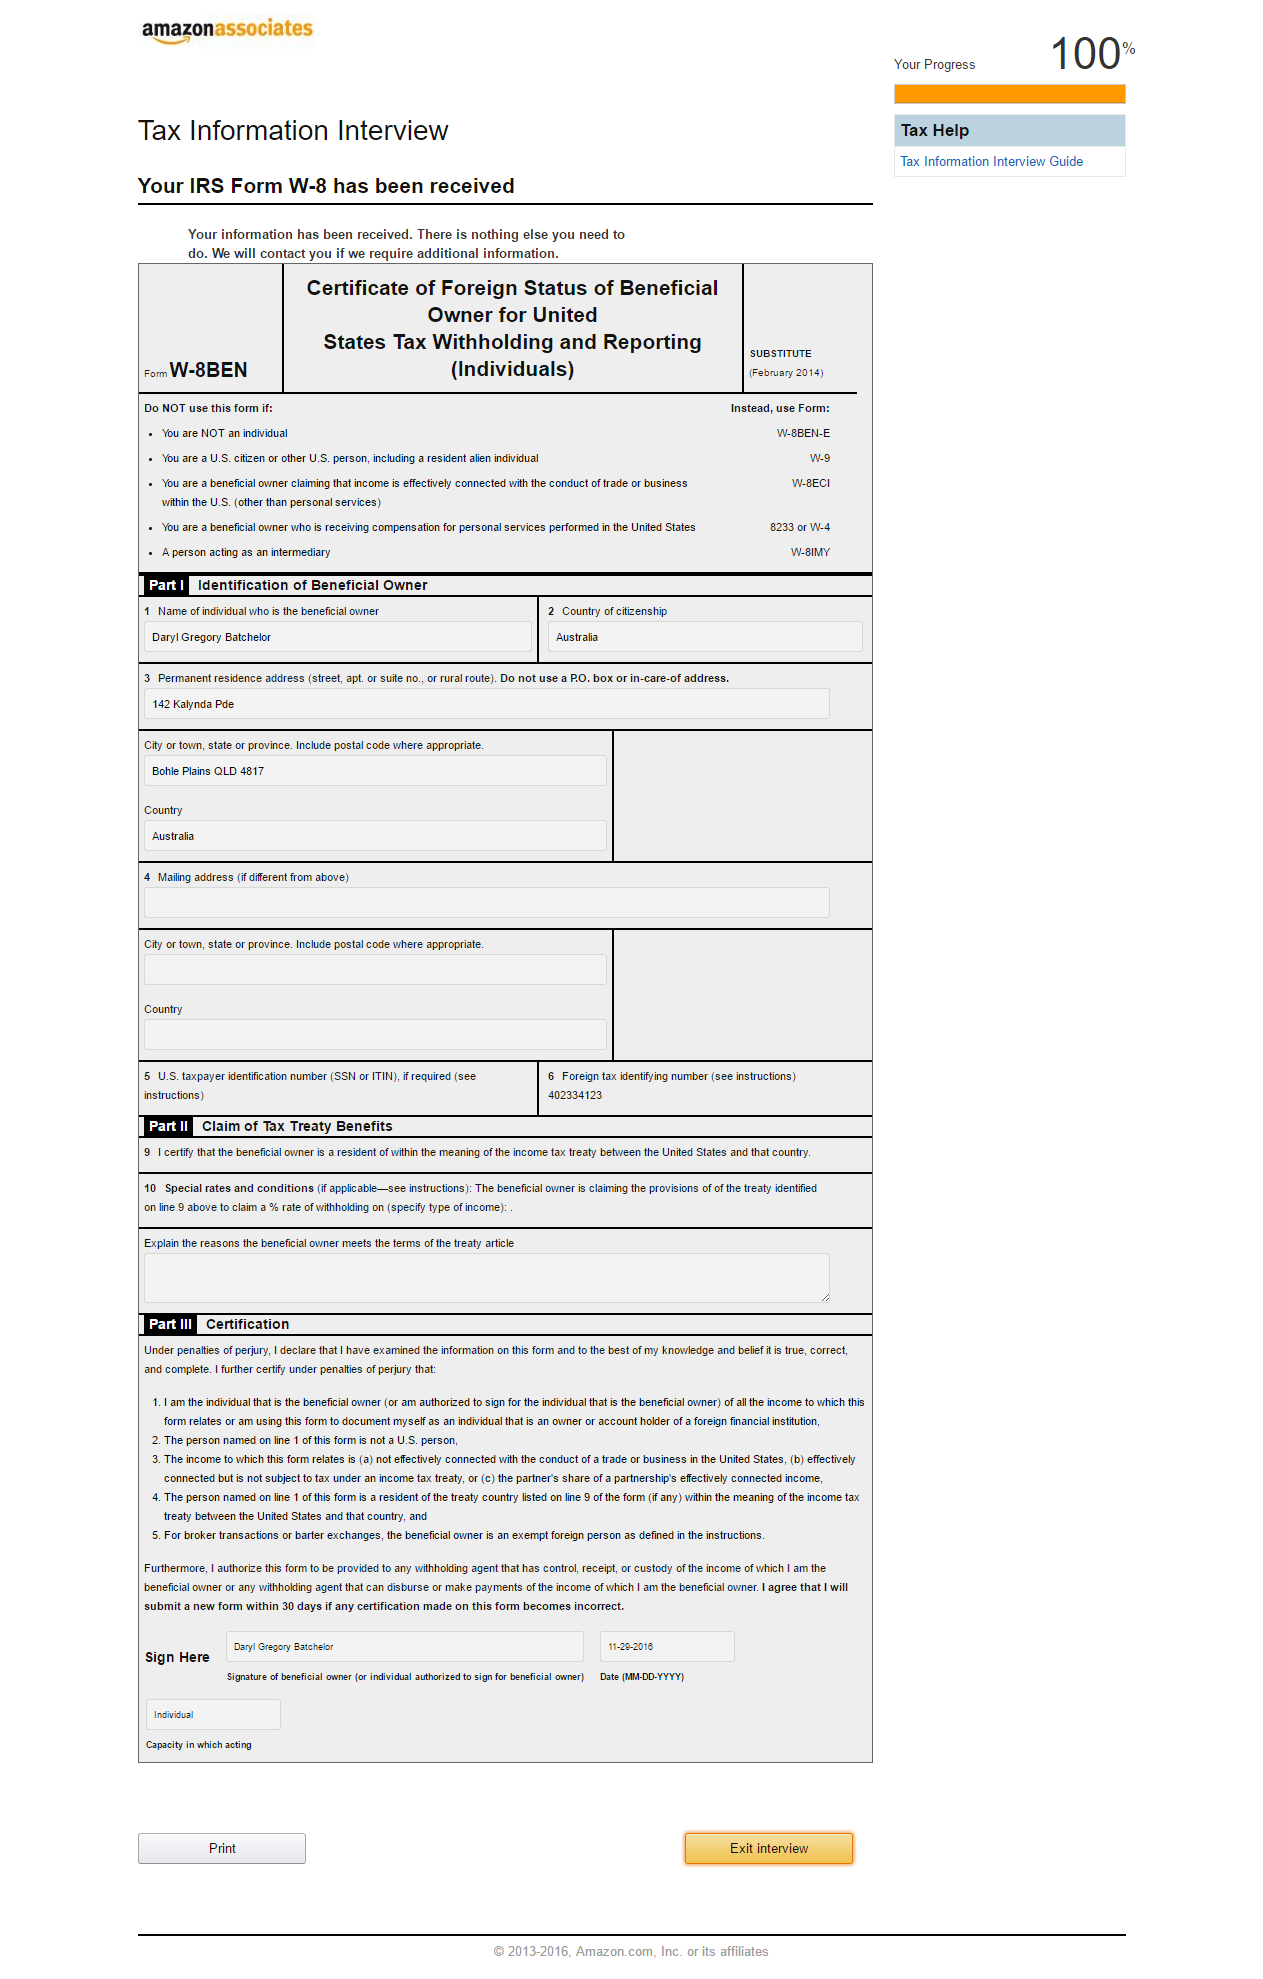 amazonassociates
Your Progress 100%
Tax Help
Tax Information Interview Guide
Tax Information Interview
Your IRS Form W-8 has been received
Your information has been received. There is nothing else you need to
do. We will contact you if we require additional information.
Form W-8BEN
Certificate of Foreign Status of Beneficial
Owner for United
States Tax Withholding and Reporting
(Individuals)
SUBSTITUTE
(February 2014)
Do NOT use this form if: Instead, use Form:
• You are NOT an individual W-8BEN-E
• You are a U.S. citizen or other U.S. person, including a resident alien individual W-9
• You are a beneficial owner claiming that income is effectively connected with the conduct of trade or business W-8ECI
within the U.S. (other than personal services)
• You are a beneficial owner who is receiving compensation for personal services performed in the United States 8233 or W-4
• A person acting as an intermediary W-8IMY
Part I Identification of Beneficial Owner
1 Name of individual who is the beneficial owner
Daryl Gregory Batchelor
2 Country of citizenship
Australia
3 Permanent residence address (street, apt. or suite no., or rural route). Do not use a P.O. box or in-care-of address.
142 Kalynda Pde
City or town, state or province. Include postal code where appropriate.
Bohle Plains QLD 4817
Country
Australia
4 Mailing address (if different from above)
City or town, state or province. Include postal code where appropriate.
Country
5 U.S. taxpayer identification number (SSN or ITIN), if required (see
instructions)
6 Foreign tax identifying number (see instructions)
402334123
Part II Claim of Tax Treaty Benefits
9 I certify that the beneficial owner is a resident of within the meaning of the income tax treaty between the United States and that country.
10 Special rates and conditions (if applicable—see instructions): The beneficial owner is claiming the provisions of of the treaty identified
on line 9 above to claim a % rate of withholding on (specify type of income): .
Explain the reasons the beneficial owner meets the terms of the treaty article
Part III Certification
Under penalties of perjury, I declare that I have examined the information on this form and to the best of my knowledge and belief it is true, correct,
and complete. I further certify under penalties of perjury that:
1. I am the individual that is the beneficial owner (or am authorized to sign for the individual that is the beneficial owner) of all the income to which this
form relates or am using this form to document myself as an individual that is an owner or account holder of a foreign financial institution,
2. The person named on line 1 of this form is not a U.S. person,
3. The income to which this form relates is (a) not effectively connected with the conduct of a trade or business in the United States, (b) effectively
connected but is not subject to tax under an income tax treaty, or (c) the partner's share of a partnership's effectively connected income,
4. The person named on line 1 of this form is a resident of the treaty country listed on line 9 of the form (if any) within the meaning of the income tax
treaty between the United States and that country, and
5. For broker transactions or barter exchanges, the beneficial owner is an exempt foreign person as defined in the instructions.
Furthermore, I authorize this form to be provided to any withholding agent that has control, receipt, or custody of the income of which I am the
beneficial owner or any withholding agent that can disburse or make payments of the income of which I am the beneficial owner. I agree that I will
submit a new form within 30 days if any certification made on this form becomes incorrect.
Sign Here Daryl Gregory Batchelor 11-29-2016
Signature of beneficial owner (or individual authorized to sign for beneficial owner) Date (MM-DD-YYYY)
Individual
Capacity in which acting
Print Exit interview
© 2013-2016, Amazon.com, Inc. or its affiliates